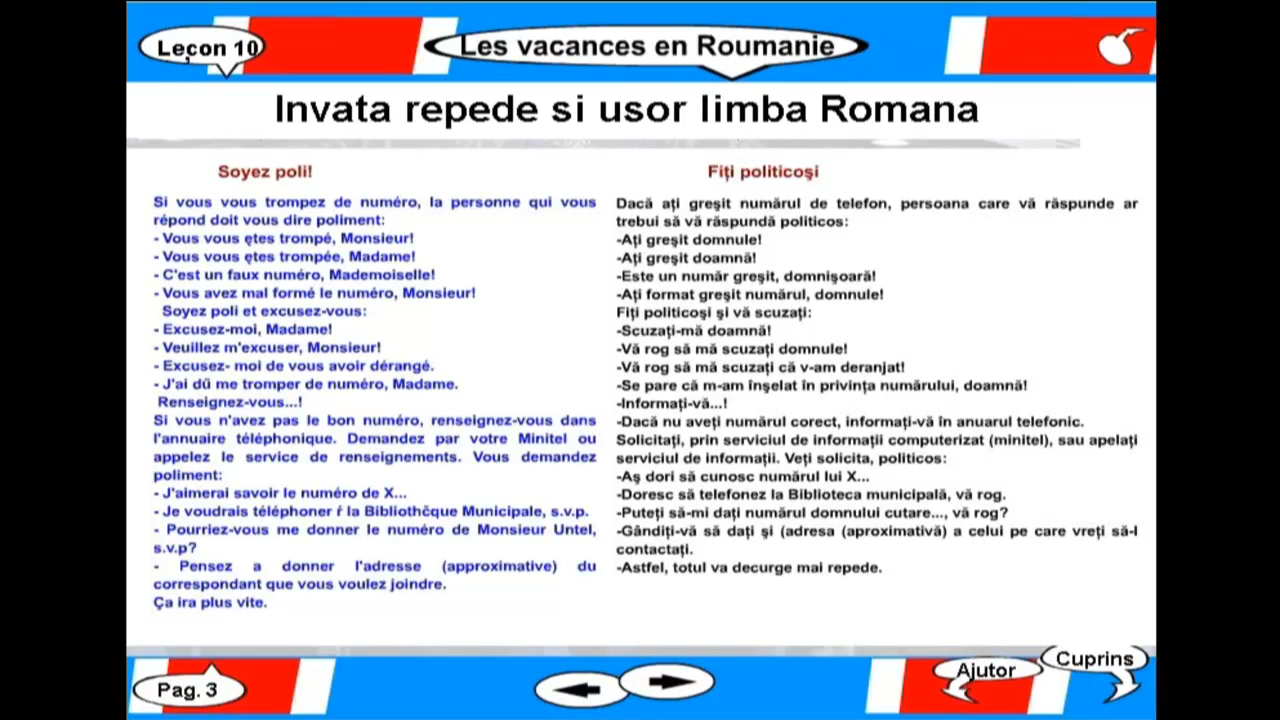 Leçon 10
Les vacances en Roumanie
Invata repede si usor limba Romana
Soyez poli!
Si vous vous trompez de numéro, la personne qui vous
répond doit vous dire poliment:
- Vous vous ętes trompé, Monsieur!
- Vous vous ętes trompée, Madame!
- C'est un faux numéro, Mademoiselle!
- Vous avez mal formé le numéro, Monsieur!
Soyez poli et excusez-vous:
- Excusez-moi, Madame!
- Veuillez m'excuser, Monsieur!
- Excusez- moi de vous avoir dérangé.
- J'ai dű me tromper de numéro, Madame.
Renseignez-vous...!
Si vous n'avez pas le bon numéro, renseignez-vous dans
l'annuaire téléphonique. Demandez par votre Minitel ou
appelez le service de renseignements. Vous demandez
poliment:
- J'aimerai savoir le numéro de X...
- Je voudrais téléphoner ŕ la Bibliothčque Municipale, s.v.p.
- Pourriez-vous me donner le numéro de Monsieur Untel,
s.v.p?
- Pensez a donner l'adresse (approximative) du
correspondant que vous voulez joindre.
Ça ira plus vite.
Fiţi politicoşi
Dacă aţi greşit numărul de telefon, persoana care vă răspunde ar
trebui să vă răspundă politicos:
-Aţi greşit domnule!
-Aţi greşit doamnă!
-Este un număr greşit, domnişoară!
-Aţi format greşit numărul, domnule!
Fiţi politicoşi şi vă scuzaţi:
-Scuzaţi-mă doamnă!
-Vă rog să mă scuzaţi domnule!
-Vă rog să mă scuzaţi că v-am deranjat!
-Se pare că m-am înşelat în privinţa numărului, doamnă!
-Informaţi-vă...!
-Dacă nu aveţi numărul corect, informaţi-vă în anuarul telefonic.
Solicitaţi, prin serviciul de informaţii computerizat (minitel), sau apelaţi
serviciul de informaţii. Veţi solicita, politicos:
-Aş dori să cunosc numărul lui X...
-Doresc să telefonez la Biblioteca municipală, vă rog.
-Puteţi să-mi daţi numărul domnului cutare..., vă rog?
-Gândiţi-vă să daţi şi (adresa (aproximativă) a celui pe care vreţi să-l
contactaţi.
-Astfel, totul va decurge mai repede.
Pag. 3
Ajutor
Cuprins